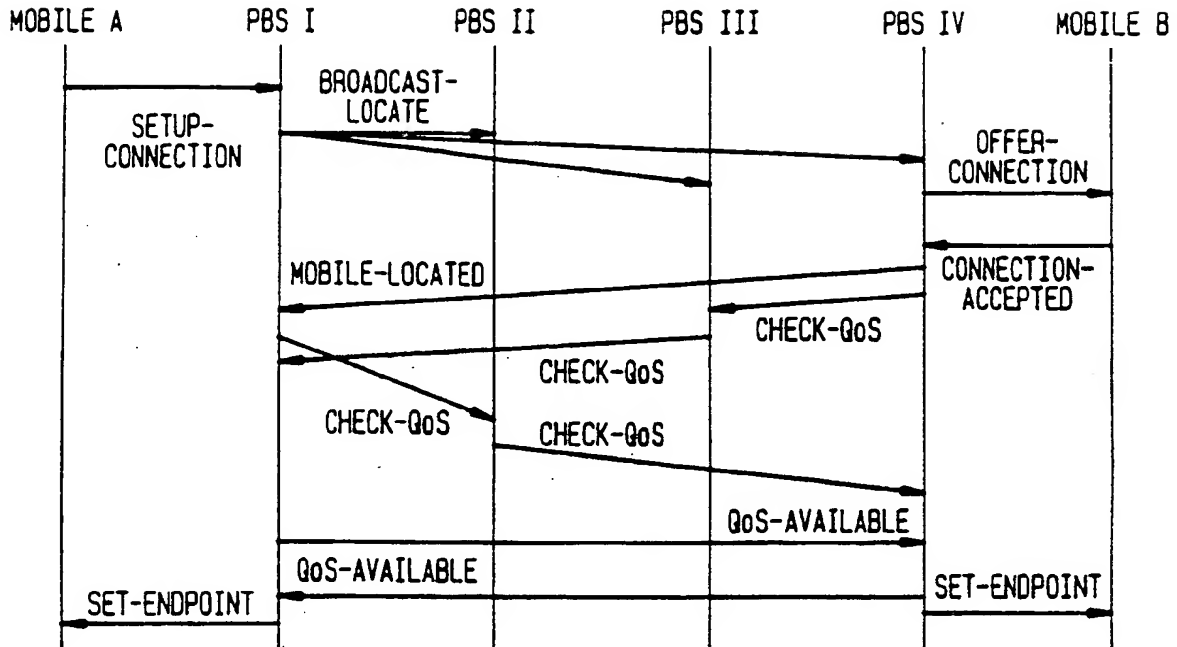 MOBILE A PBS I PBS II PBS III PBS IV MOBILE B
BROADCAST-
LOCATE
SETUP-
CONNECTION
OFFER-
CONNECTION
MOBILE-LOCATED
CONNECTION-
ACCEPTED
CHECK-QoS
CHECK-QoS
CHECK-QoS
CHECK-QoS
QoS-AVAILABLE
QoS-AVAILABLE
SET-ENDPOINT
SET-ENDPOINT